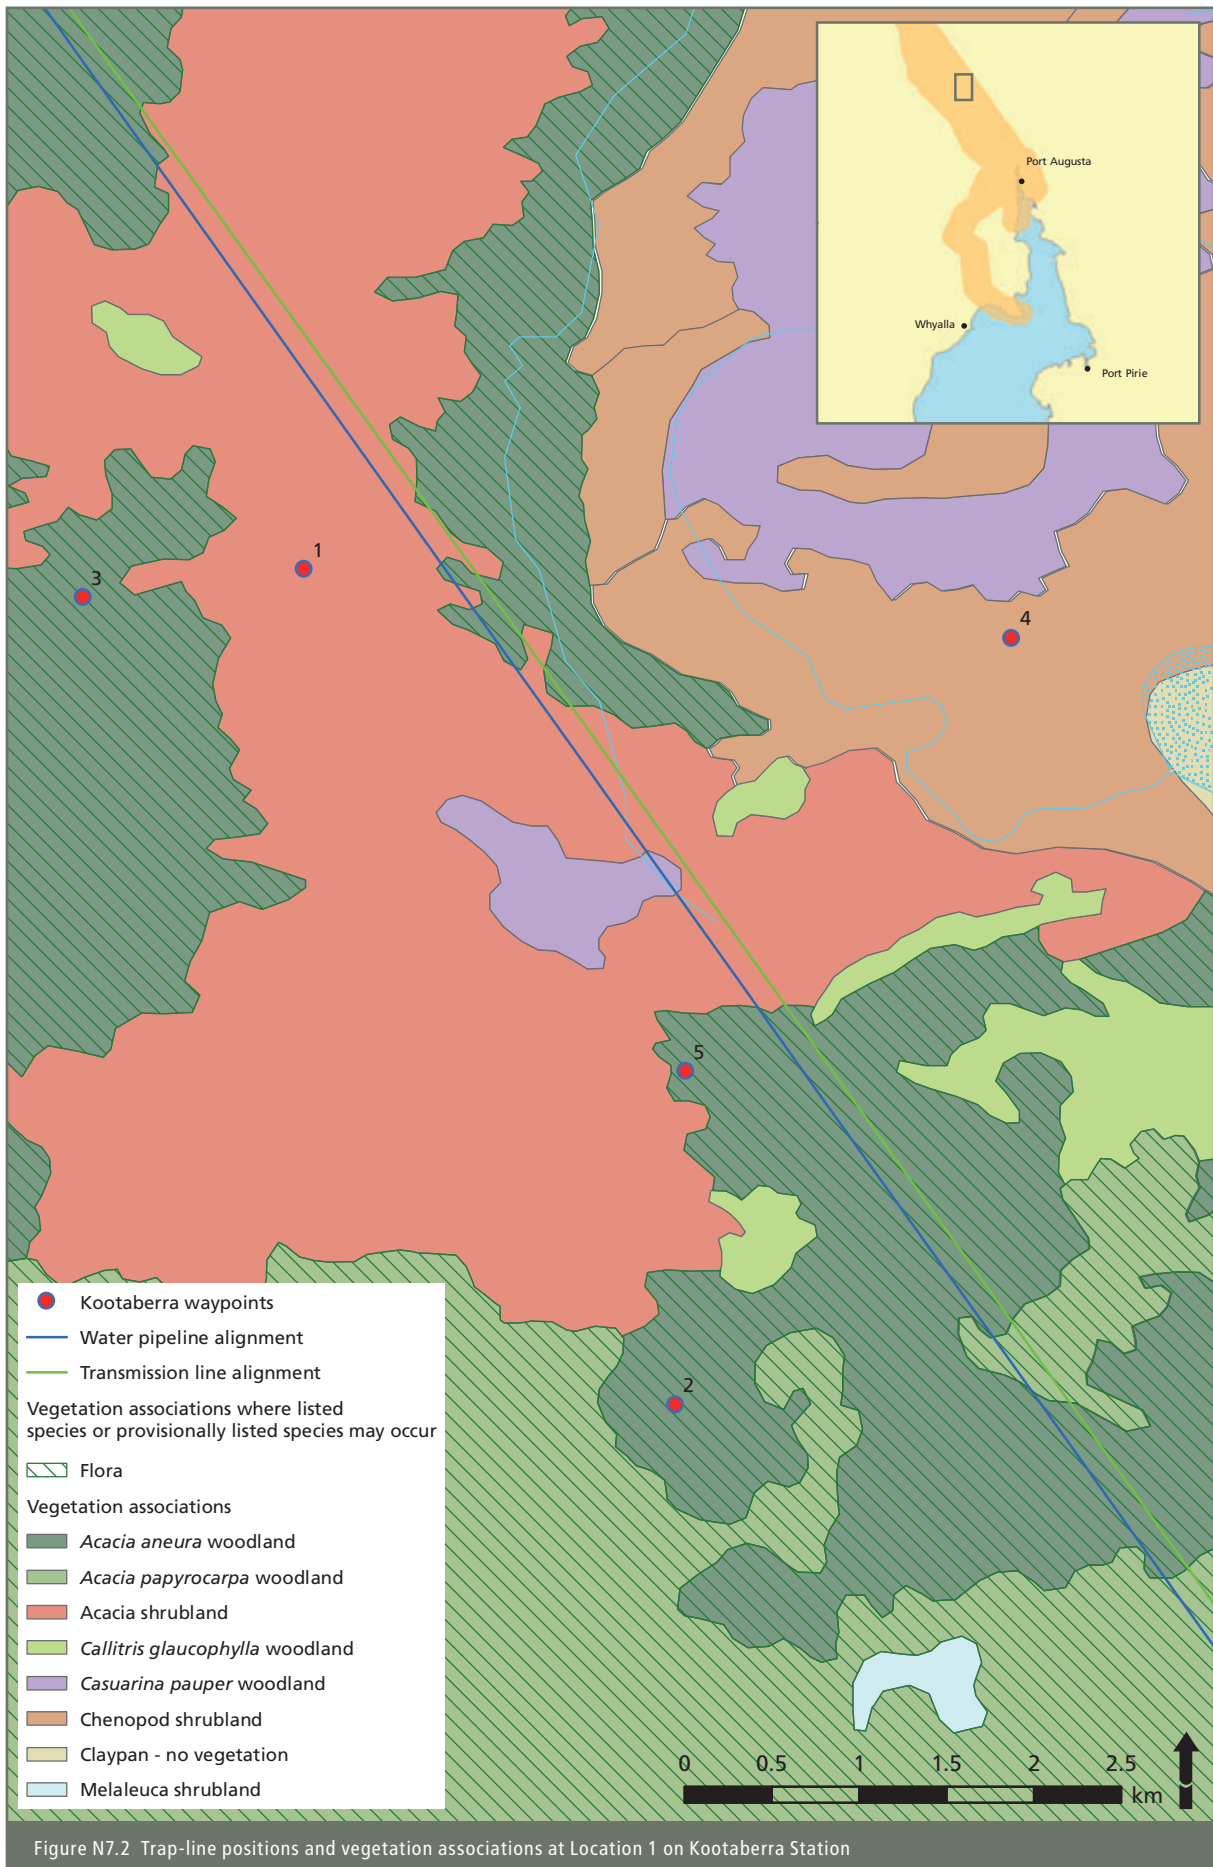 Port Augusta
Whyalla
Port Pirie
1
3
4
5
2
Kootaberra waypoints
Water pipeline alignment
Transmission line alignment
Vegetation associations where listed
species or provisionally listed species may occur
Flora
Vegetation associations
Acacia aneura woodland
Acacia papyrocarpa woodland
Acacia shrubland
Callitris glaucophylla woodland
Casuarina pauper woodland
Chenopod shrubland
Claypan - no vegetation
Melaleuca shrubland
0 0.5 1 1.5 2 2.5
km
Figure N7.2 Trap-line positions and vegetation associations at Location 1 on Kootaberra Station